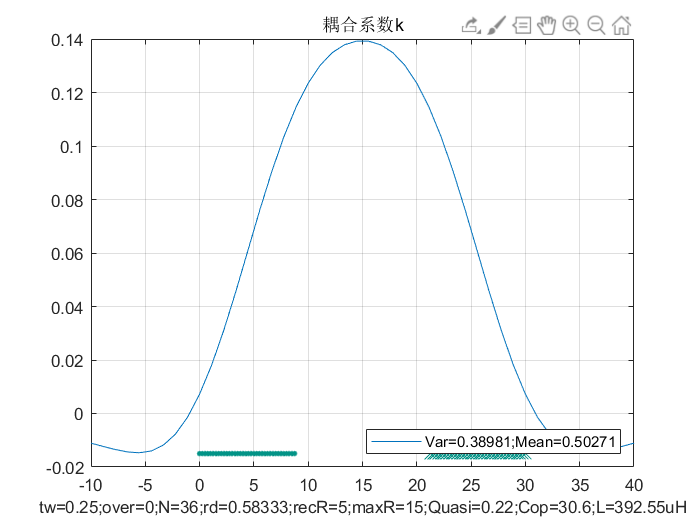 耦合系数k
0.14
0.12
0.1
0.08
0.06
0.04
0.02
0
-0.02
Var=0.38981;Mean=0.50271
-10 -5 0 5 10 15 20 25 30 35 40
tw=0.25;over=0;N=36;rd=0.58333;recR=5;maxR=15;Quasi=0.22;Cop=30.6;L=392.55uH